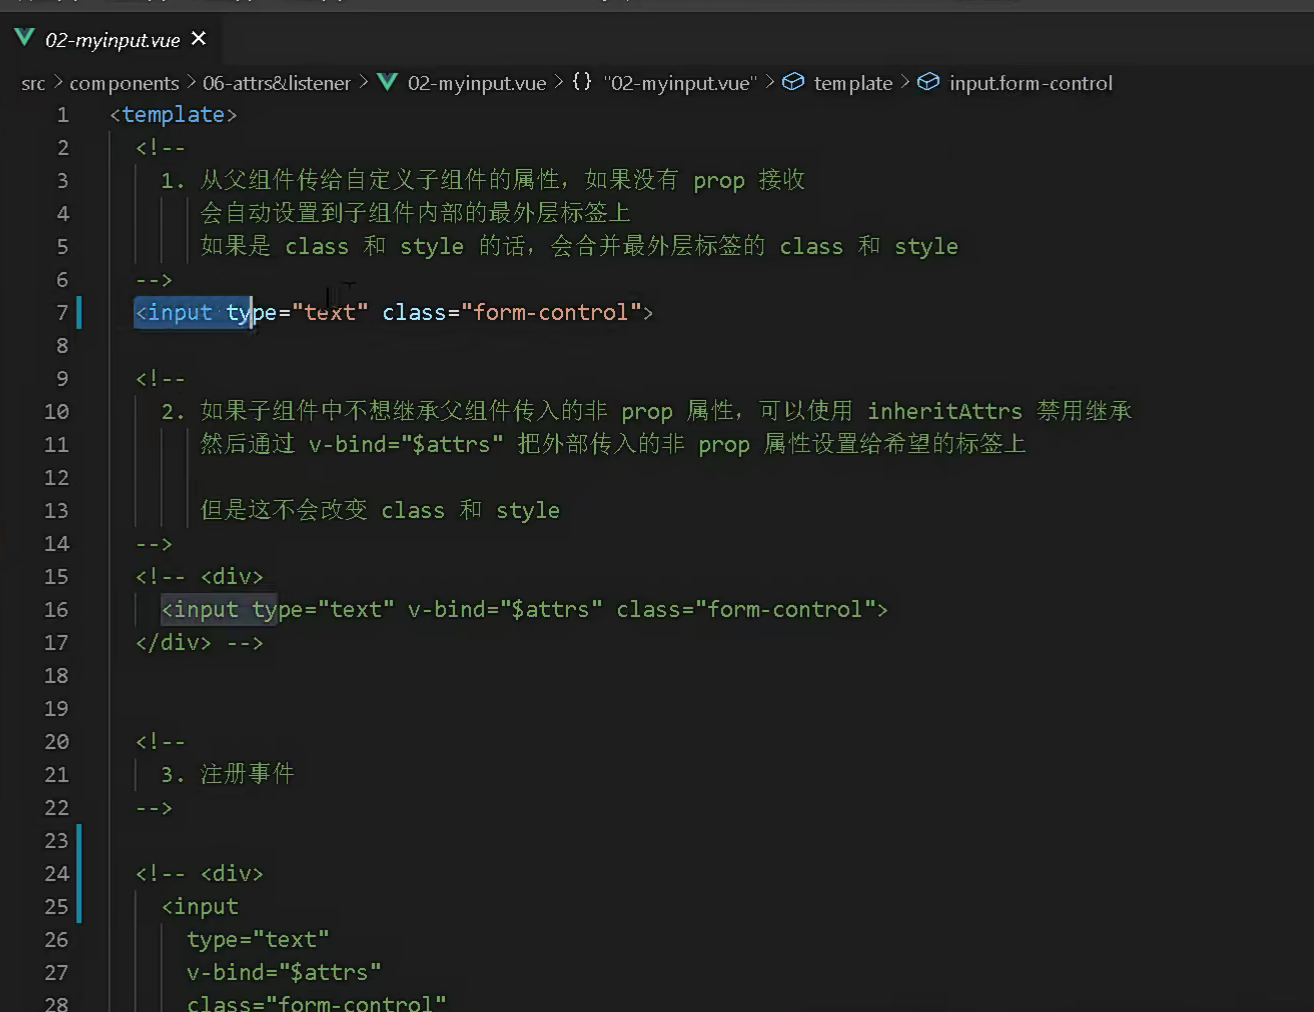 02-myinput.vue
src > components > 06-attrs&listener > 02-myinput.vue > {} "02-myinput.vue" > template > input.form-control
1 <template>
2 <!--
3 1. 从父组件传给自定义子组件的属性，如果没有 prop 接收
4 会自动设置到子组件内部的最外层标签上
5 如果是 class 和 style 的话，会合并最外层标签的 class 和 style
6 -->
7 <input type="text" class="form-control">
8
9 <!--
10 2. 如果子组件中不想继承父组件传入的非 prop 属性，可以使用 inheritAttrs 禁用继承
11 然后通过 v-bind="$attrs" 把外部传入的非 prop 属性设置给希望的标签上
12
13 但是这不会改变 class 和 style
14 -->
15 <!-- <div>
16 <input type="text" v-bind="$attrs" class="form-control">
17 </div> -->
18
19
20 <!--
21 3. 注册事件
22 -->
23
24 <!-- <div>
25 <input
26 type="text"
27 v-bind="$attrs"
28 class="form-control"